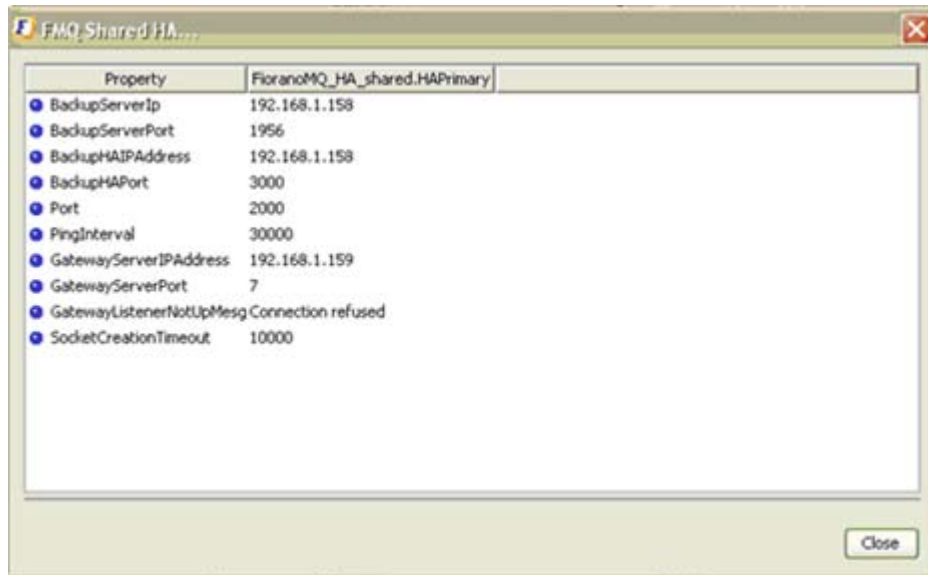 FMQ Shared HA...
Property FioranoMQ_HA_shared.HAPrimary
BackupServerIp 192.168.1.158
BackupServerPort 1956
BackupHAIPAddress 192.168.1.158
BackupHAPort 3000
Port 2000
PingInterval 30000
GatewayServerIPAddress 192.168.1.159
GatewayServerPort 7
GatewayListenerNotUpMesg Connection refused
SocketCreationTimeout 10000
Close